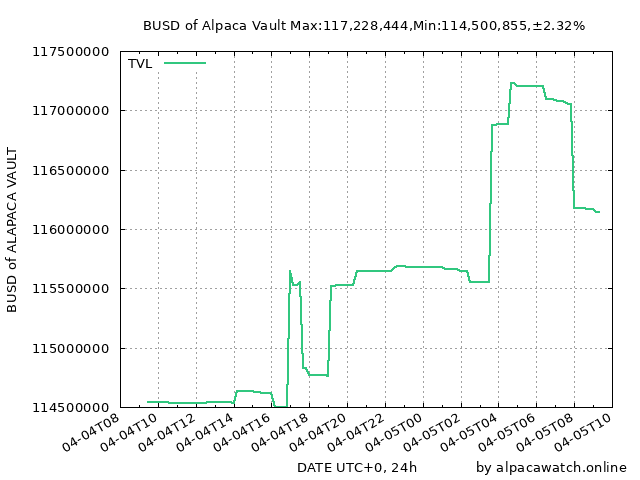 BUSD of Alpaca Vault Max:117,228,444,Min:114,500,855,±2.32%
TVL
117500000
117000000
116500000
116000000
115500000
115000000
114500000
BUSD of ALAPACA VAULT
04-04T08
04-04T10
04-04T12
04-04T14
04-04T16
04-04T18
04-04T20
04-04T22
04-05T00
04-05T02
04-05T04
04-05T06
04-05T08
04-05T10
DATE UTC+0, 24h
by alpacawatch.online